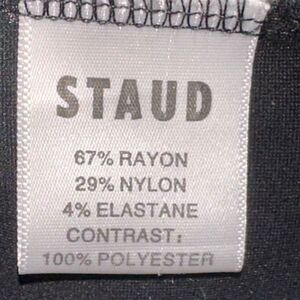 STAUD
67% RAYON
29% NYLON
4% ELASTANE
CONTRAST:
100% POLYESTER